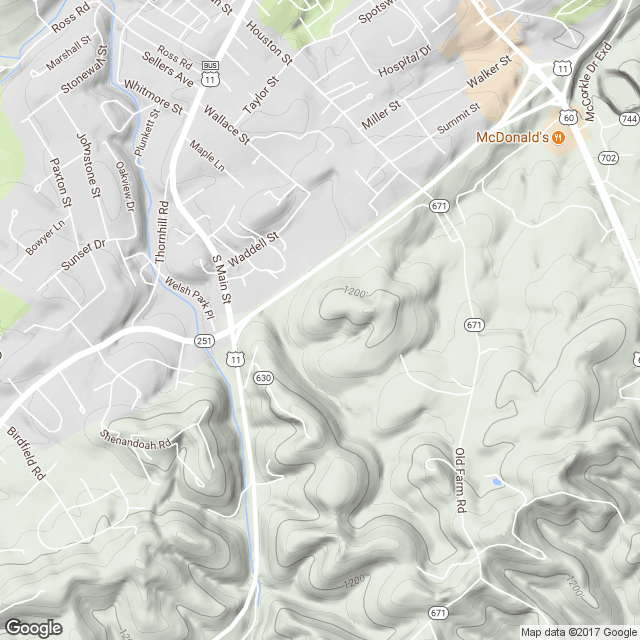 Ross Rd
Marshall St
Stonewall St
Ross Rd
Sellers Ave
Whitmore St
BUS
11
Houston St
Taylor St
Wallace St
Maple Ln
Plunkett St
Johnstone St
Oakview Dr
Paxton St
Bowyer Ln
Sunset Dr
Thornhill Rd
Hospital Dr
Walker St
Miller St
Summit St
McDonald's
11
60
McCorkle Dr Exd
744
702
671
Waddell St
S Main St
Welsh Park Pl
1200'
671
251
11
630
Shenandoah Rd
Birdfield Rd
Old Farm Rd
1200'
1200'
1200'
671
Google
Map data ©2017 Google